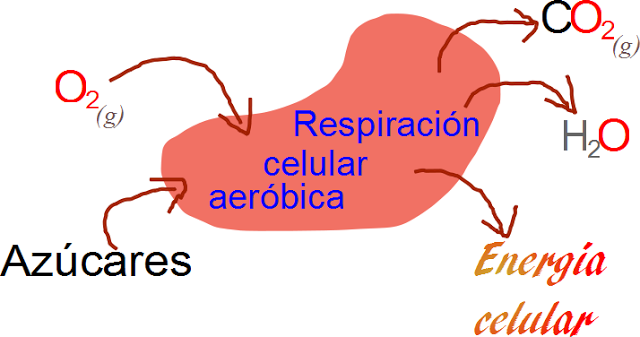 CO2(g)
O2(g)
Respiración
celular
aeróbica
H2O
Azúcares
Energía
celular